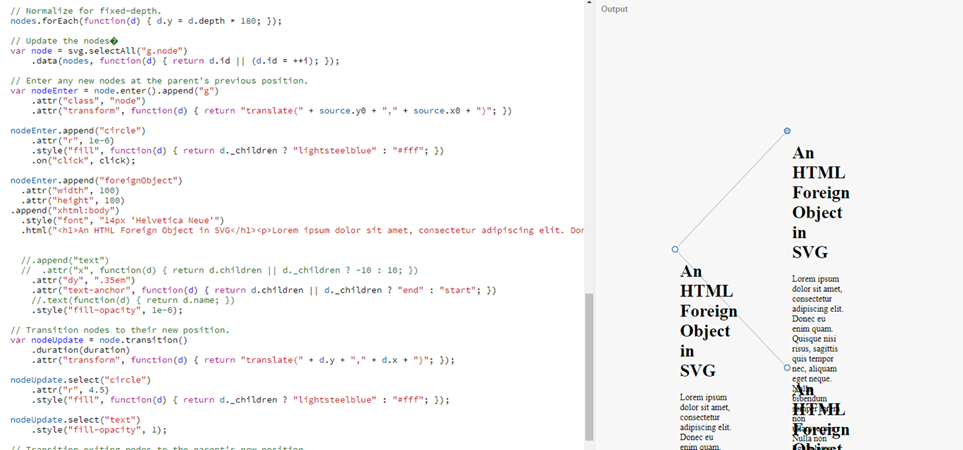 // Normalize for fixed-depth.
nodes.forEach(function(d) { d.y = d.depth * 180; });
// Update the nodes�
var node = svg.selectAll("g.node")
.data(nodes, function(d) { return d.id || (d.id = ++i); });
// Enter any new nodes at the parent's previous position.
var nodeEnter = node.enter().append("g")
.attr("class", "node")
.attr("transform", function(d) { return "translate(" + source.y0 + "," + source.x0 + ")"; })
nodeEnter.append("circle")
.attr("r", 1e-6)
.style("fill", function(d) { return d._children ? "lightsteelblue" : "#fff"; })
.on("click", click);
nodeEnter.append("foreignObject")
.attr("width", 100)
.attr("height", 100)
.append("xhtml:body")
.style("font", "14px 'Helvetica Neue'")
.html("<h1>An HTML Foreign Object in SVG</h1><p>Lorem ipsum dolor sit amet, consectetur adipiscing elit. Don
//.append("text")
// .attr("x", function(d) { return d.children || d._children ? -10 : 10; })
.attr("dy", ".35em")
.attr("text-anchor", function(d) { return d.children || d._children ? "end" : "start"; })
//.text(function(d) { return d.name; })
.style("fill-opacity", 1e-6);
// Transition nodes to their new position.
var nodeUpdate = node.transition()
.duration(duration)
.attr("transform", function(d) { return "translate(" + d.y + "," + d.x + ")"; });
nodeUpdate.select("circle")
.attr("r", 4.5)
.style("fill", function(d) { return d._children ? "lightsteelblue" : "#fff"; });
nodeUpdate.select("text")
.style("fill-opacity", 1);
// Transition exiting nodes to the parent's new position
Output
An
HTML
Foreign
Object
in
SVG
Lorem ipsum
dolor sit amet,
consectetur
adipiscing elit.
Donec eu
enim quam.
Quisque nisi
risus, sagittis
quis tempor
nec, aliquam
eget neque.
Nulla
bibendum
non
Nulla non
An
HTML
Foreign
Object
An
HTML
Foreign
Object
in
SVG
Lorem ipsum
dolor sit amet,
consectetur
adipiscing elit.
Donec eu
enim quam.